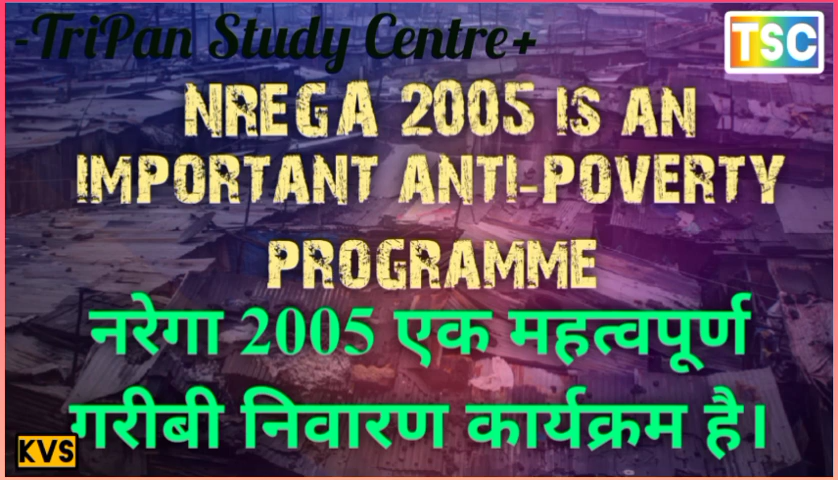 -TriPan Study Centre+
TSC
NREGA 2005 IS AN
IMPORTANT ANTI-POVERTY
PROGRAMME
नरेगा 2005 एक महत्वपूर्ण
गरीबी निवारण कार्यक्रम है।
KVS